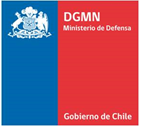 DGMN
Ministerio de Defensa
Gobierno de Chile